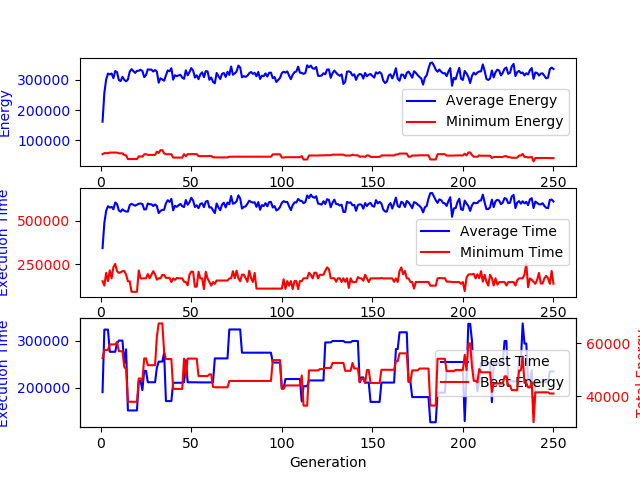 Energy
300000
200000
100000
Average Energy
Minimum Energy
0
50
100
150
200
250
Execution Time
500000
250000
Average Time
Minimum Time
0
50
100
150
200
250
Execution Time
300000
200000
Best Time
Best Energy
60000
40000
Total Energy
0
50
100
150
200
250
Generation